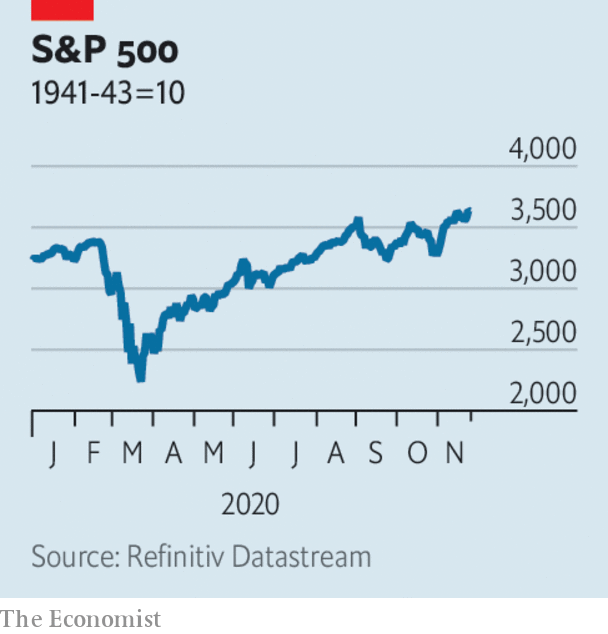 S&P 500
1941-43=10
4,000
3,500
3,000
2,500
2,000
J F M A M J J A S O N
2020
Source: Refinitiv Datastream
The Economist